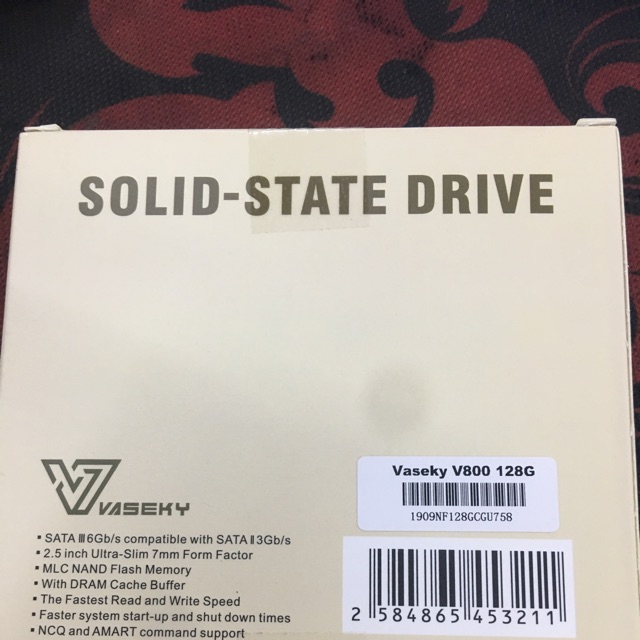 SOLID-STATE DRIVE
VASEKY
Vaseky V800 128G
1909NF128GCGU758
▪ SATA Ⅲ 6Gb/s compatible with SATA Ⅱ 3Gb/s
▪ 2.5 inch Ultra-Slim 7mm Form Factor
▪ MLC NAND Flash Memory
▪ With DRAM Cache Buffer
▪ The Fastest Read and Write Speed
▪ Faster system start-up and shut down times
▪ NCQ and AMART command support
2 584865 453211